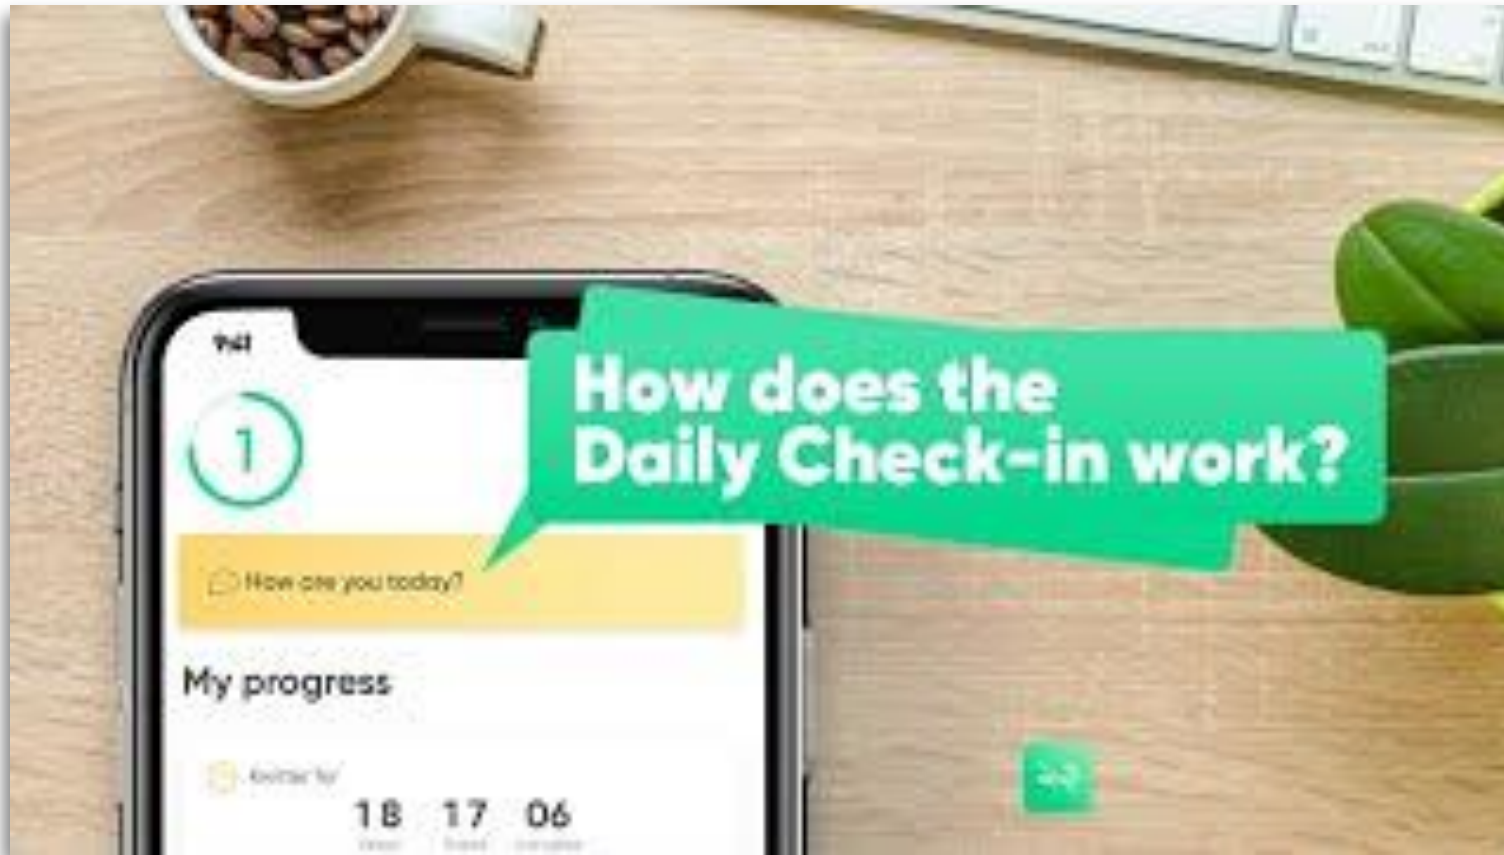 9:41
1
How does the
Daily Check-in work?
How are you today?
My progress
18 17 06